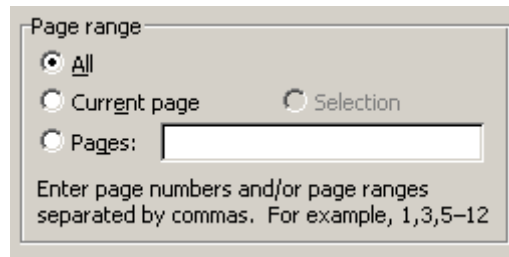 Page range
All
Current page Selection
Pages:
Enter page numbers and/or page ranges
separated by commas. For example, 1,3,5–12